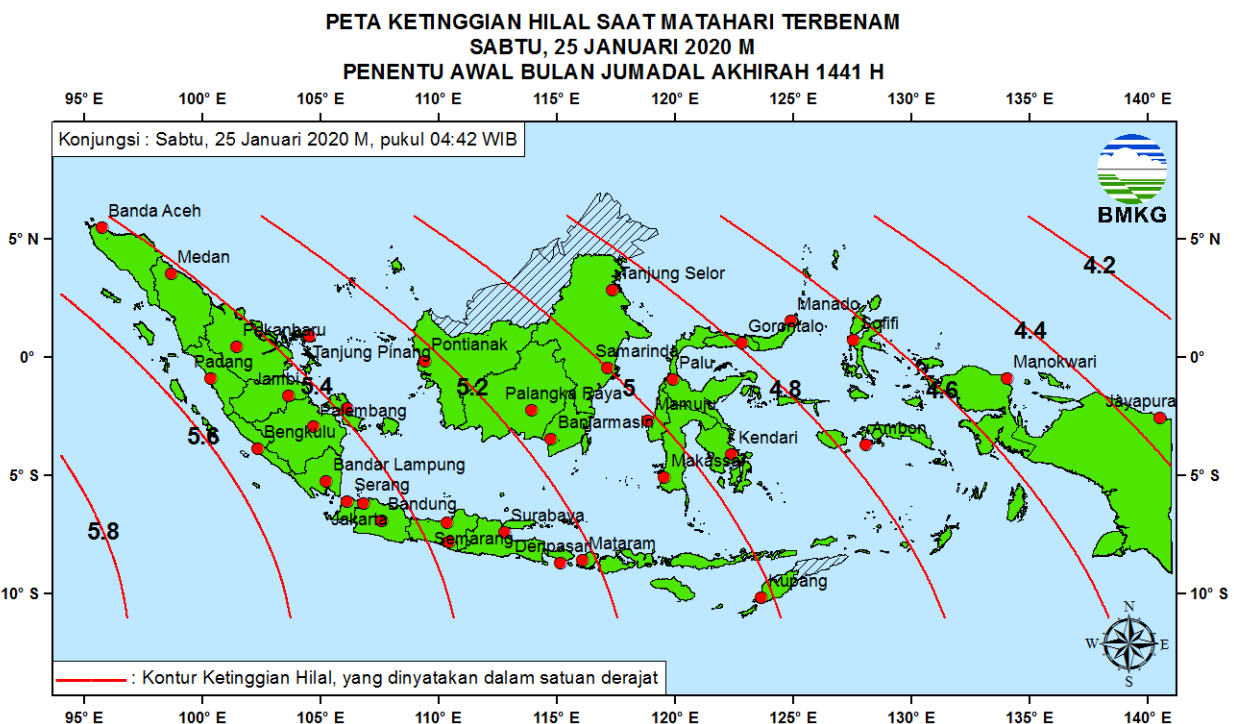 PETA KETINGGIAN HILAL SAAT MATAHARI TERBENAM
SABTU, 25 JANUARI 2020 M
PENENTU AWAL BULAN JUMADAL AKHIRAH 1441 H
95° E 100° E 105° E 110° E 115° E 120° E 125° E 130° E 135° E 140° E
Konjungsi : Sabtu, 25 Januari 2020 M, pukul 04:42 WIB
BMKG
Banda Aceh
5° N 5° N
Medan
4.2
Tanjung Selor
Manado
Sofifi
Gorontalo
4.4
Pekanbaru
Tanjung Pinang
Pontianak
Samarinda
0° 0°
Padang
Palu
Manokwari
Jambi
5.4
5.2
5
4.8
4.6
Palangka Raya
Mamuju
Jayapura
Palembang
Banjarmasin
5.6
Bengkulu
Kendari
Ambon
Bandar Lampung
Makassar
5° S 5° S
Serang
Bandung
Jakarta
Surabaya
5.8
Semarang
Denpasar
Mataram
Kupang
10° S 10° S
N
W E
S
: Kontur Ketinggian Hilal, yang dinyatakan dalam satuan derajat
95° E 100° E 105° E 110° E 115° E 120° E 125° E 130° E 135° E 140° E